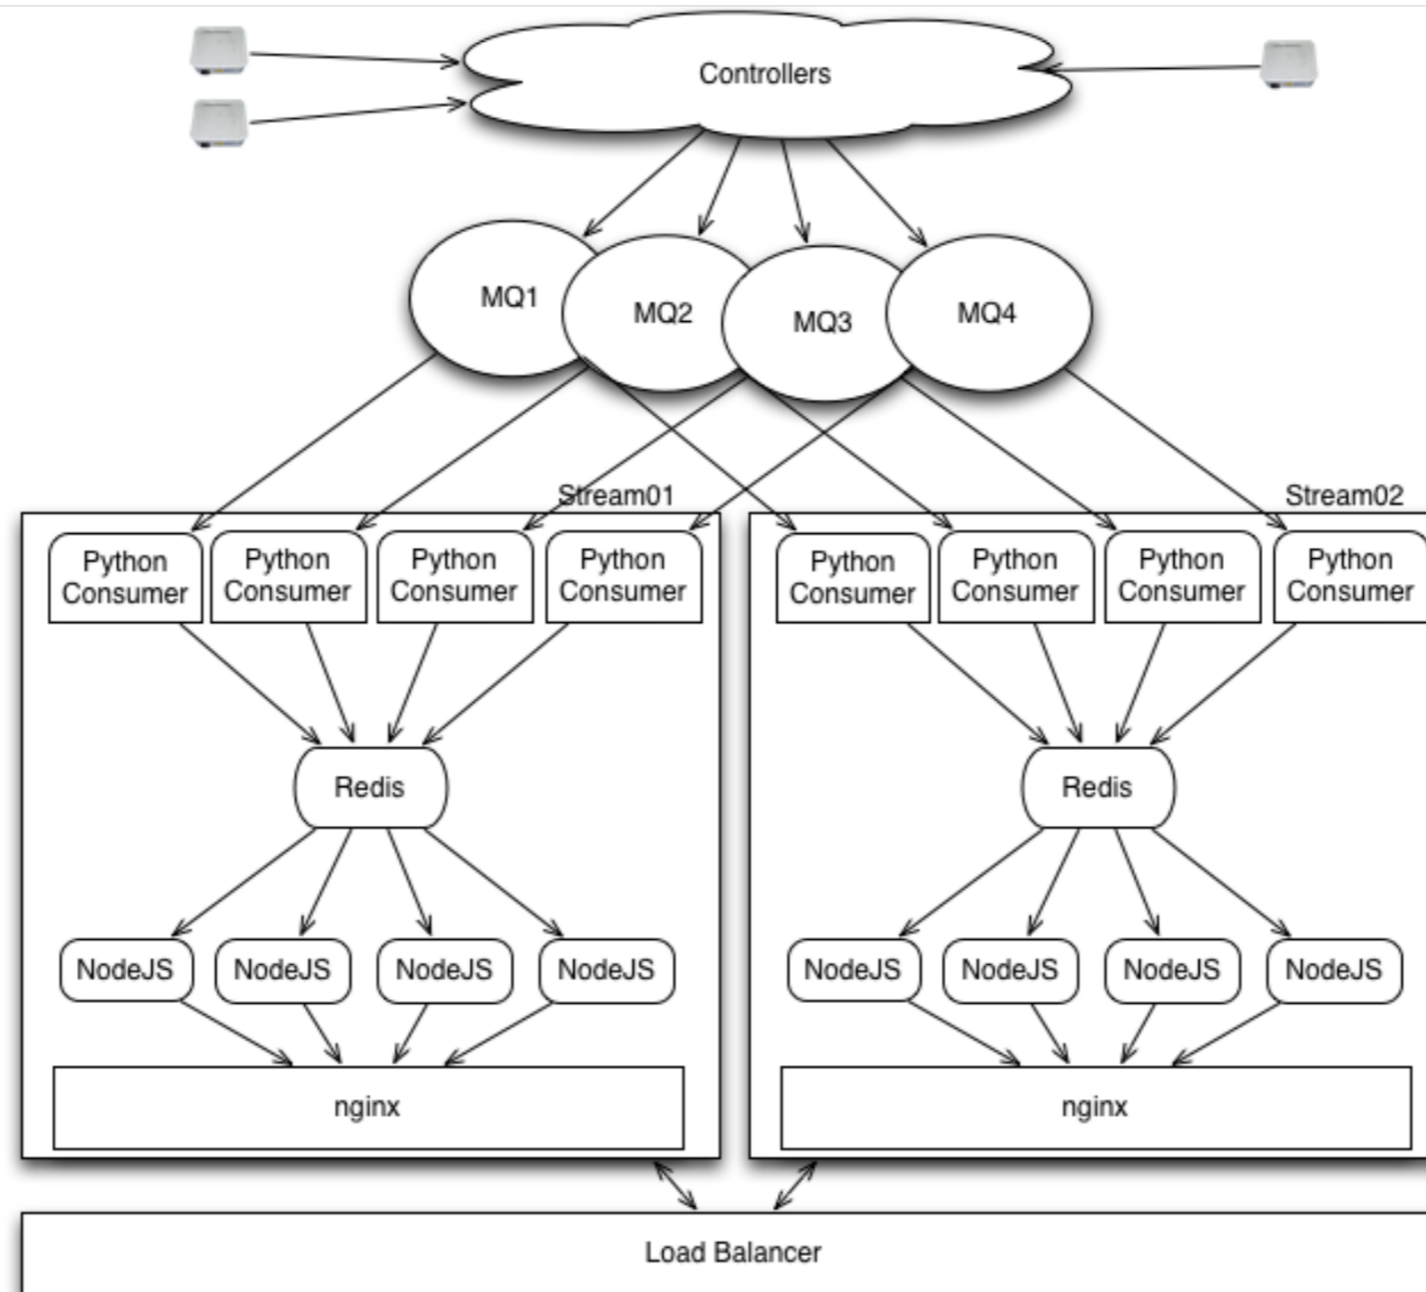 Controllers
MQ1
MQ2
MQ3
MQ4
Stream01
Stream02
Python
Consumer
Python
Consumer
Python
Consumer
Python
Consumer
Python
Consumer
Python
Consumer
Python
Consumer
Python
Consumer
Redis
Redis
NodeJS
NodeJS
NodeJS
NodeJS
NodeJS
NodeJS
NodeJS
NodeJS
nginx
nginx
Load Balancer